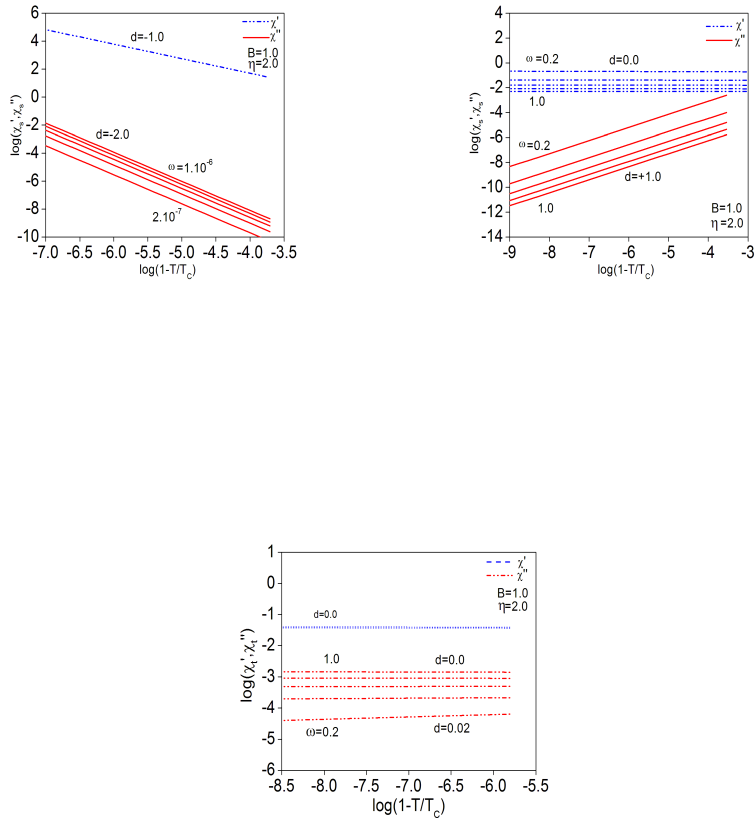 6
4
2
0
-2
-4
-6
-8
-10
log(χs',χs'')
d=-1.0
χ'
χ''
B=1.0
η=2.0
d=-2.0
ω=1.10-6
2.10-7
-7.0 -6.5 -6.0 -5.5 -5.0 -4.5 -4.0 -3.5
log(1-T/TC)
4
2
0
-2
-4
-6
-8
-10
-12
-14
log(χs',χs'')
χ'
χ''
ω=0.2 d=0.0
1.0
ω=0.2
d=+1.0
1.0
B=1.0
η=2.0
-9 -8 -7 -6 -5 -4 -3
log(1-T/TC)
1
0
-1
-2
-3
-4
-5
-6
log(χt',χt'')
χ'
χ''
B=1.0
η=2.0
d=0.0
1.0 d=0.0
ω=0.2 d=0.02
-8.5 -8.0 -7.5 -7.0 -6.5 -6.0 -5.5
log(1-T/TC)